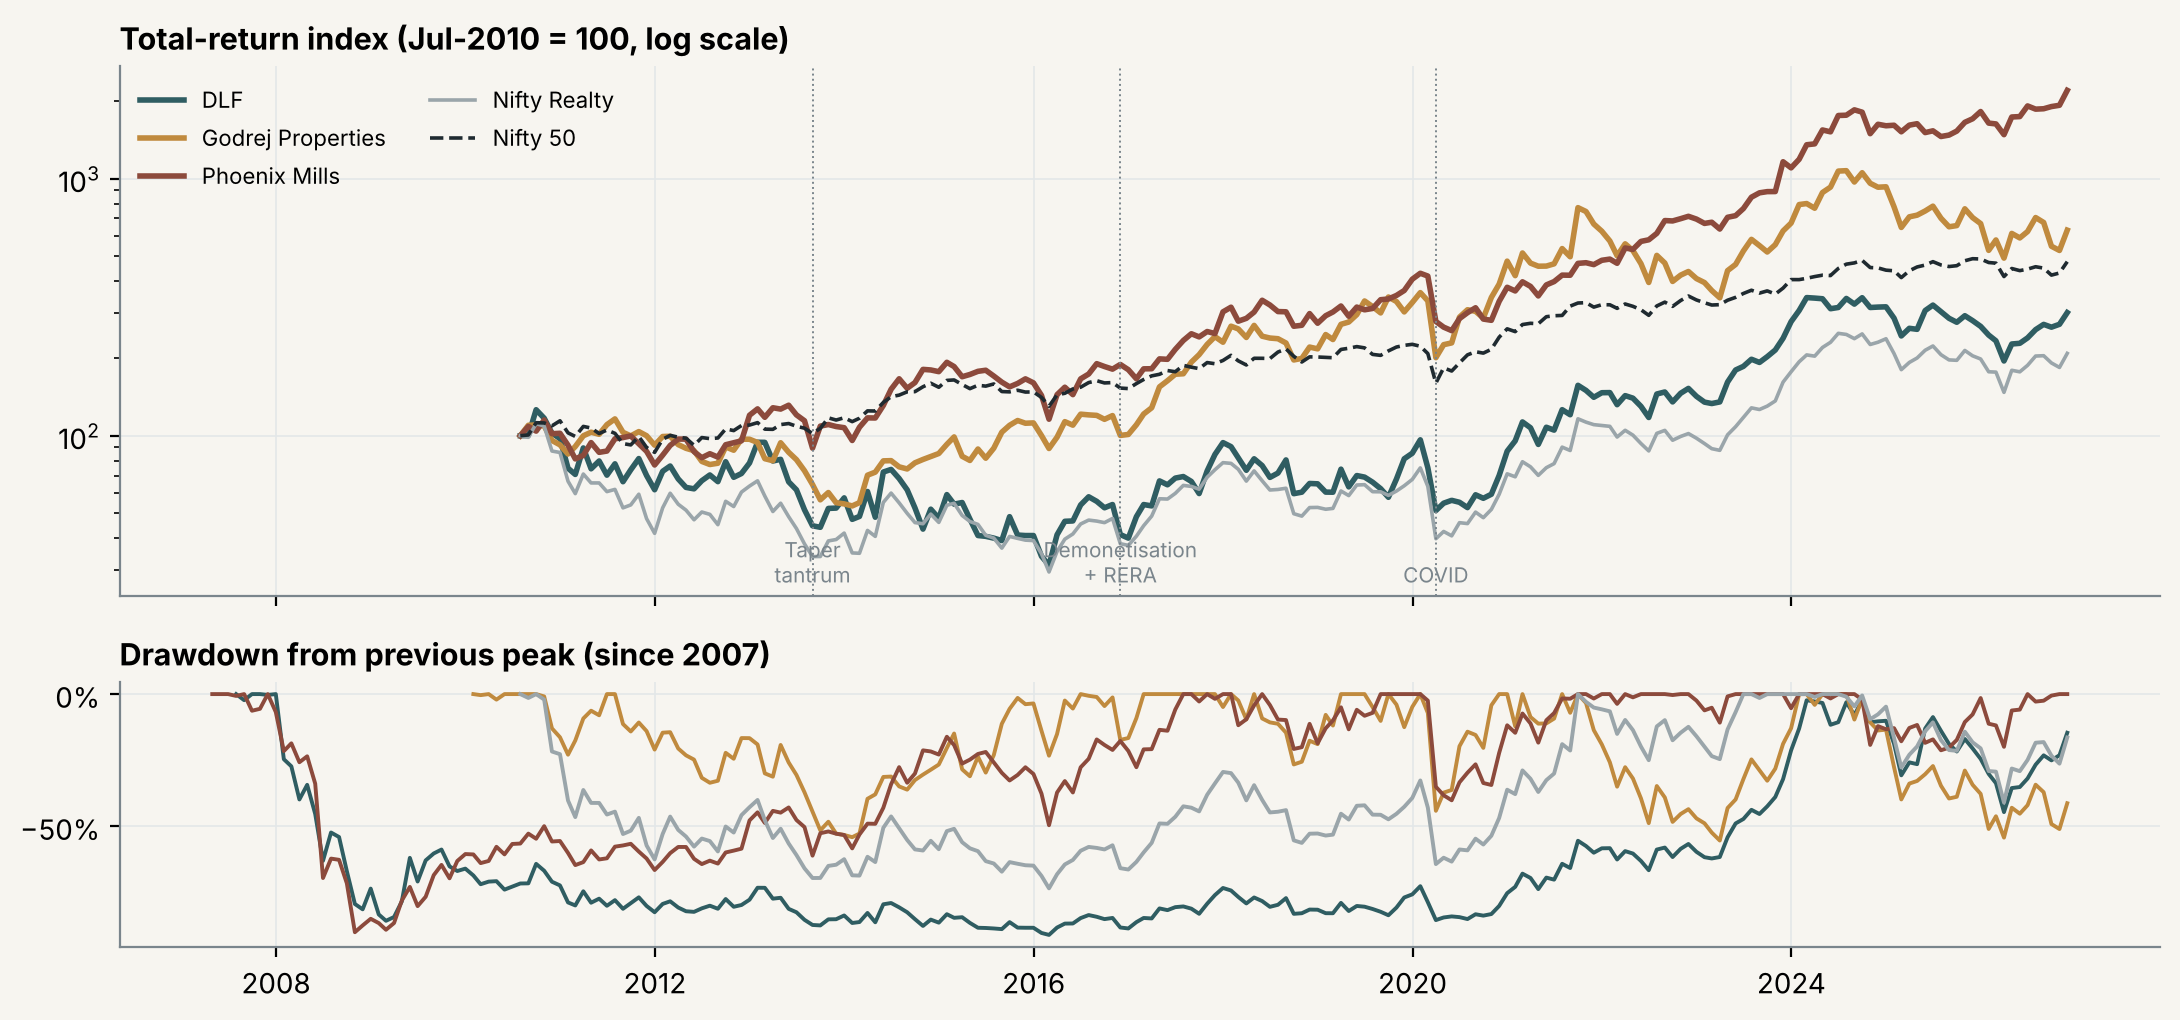 Total-return index (Jul-2010 = 100, log scale)
DLF
Godrej Properties
Phoenix Mills
Nifty Realty
Nifty 50
10³
10²
Taper
tantrum
Demonetisation
+ RERA
COVID
Drawdown from previous peak (since 2007)
0%
−50%
2008
2012
2016
2020
2024